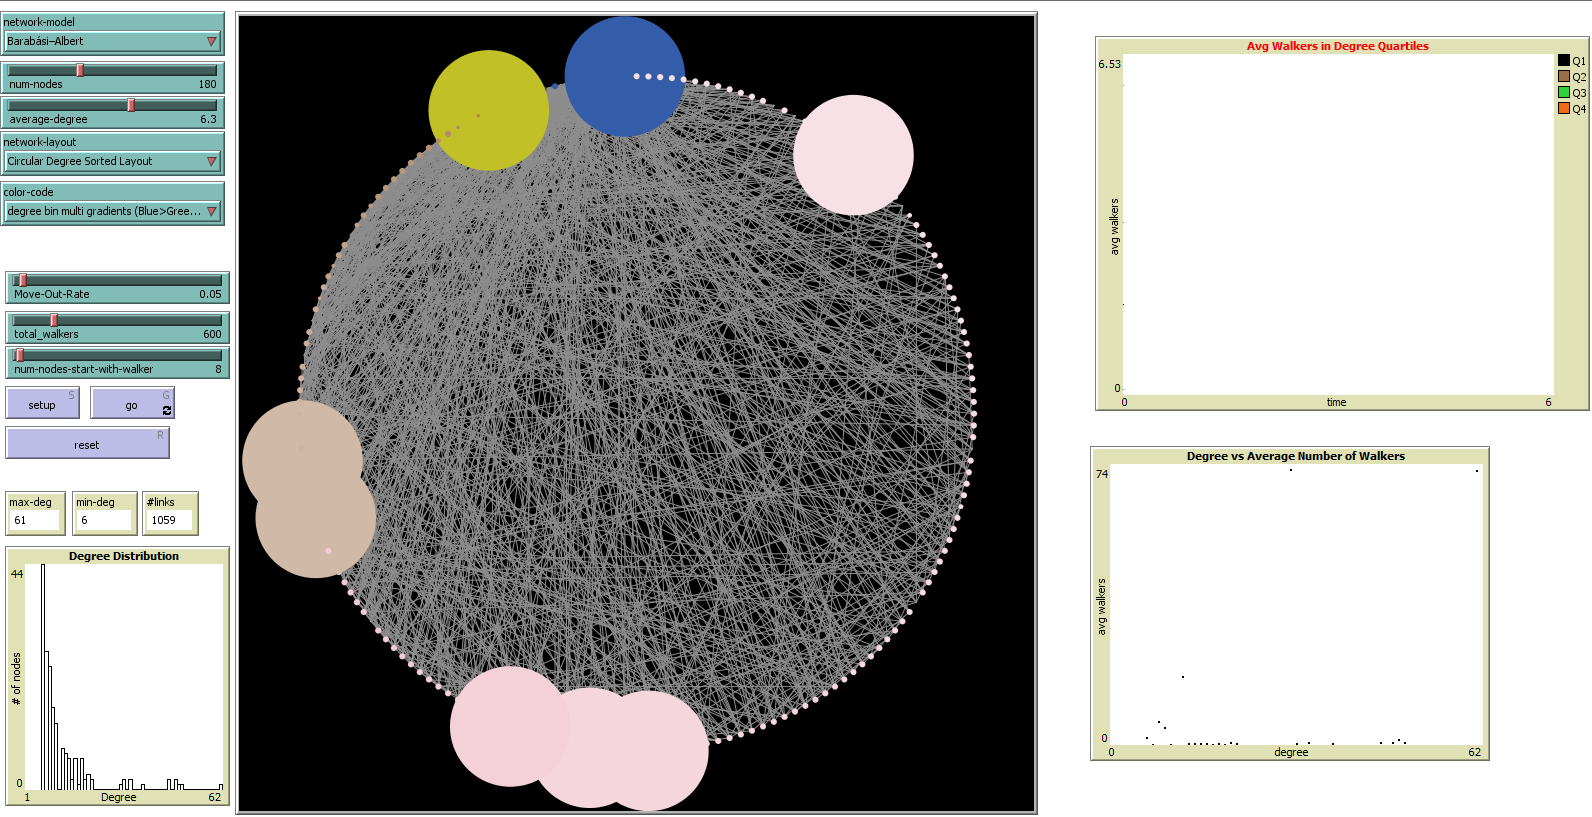 network-model
Barabási–Albert
num-nodes 180
average-degree 6.3
network-layout
Circular Degree Sorted Layout
color-code
degree bin multi gradients (Blue>Gree...
Move-Out-Rate 0.05
total_walkers 600
num-nodes-start-with-walker 8
setup S
go G
reset R
max-deg
61
min-deg
6
#links
1059
Degree Distribution
44
# of nodes
0
1 Degree 62
Avg Walkers in Degree Quartiles
6.53
avg walkers
0
0 time 6
Q1
Q2
Q3
Q4
Degree vs Average Number of Walkers
74
avg walkers
0
0 degree 62